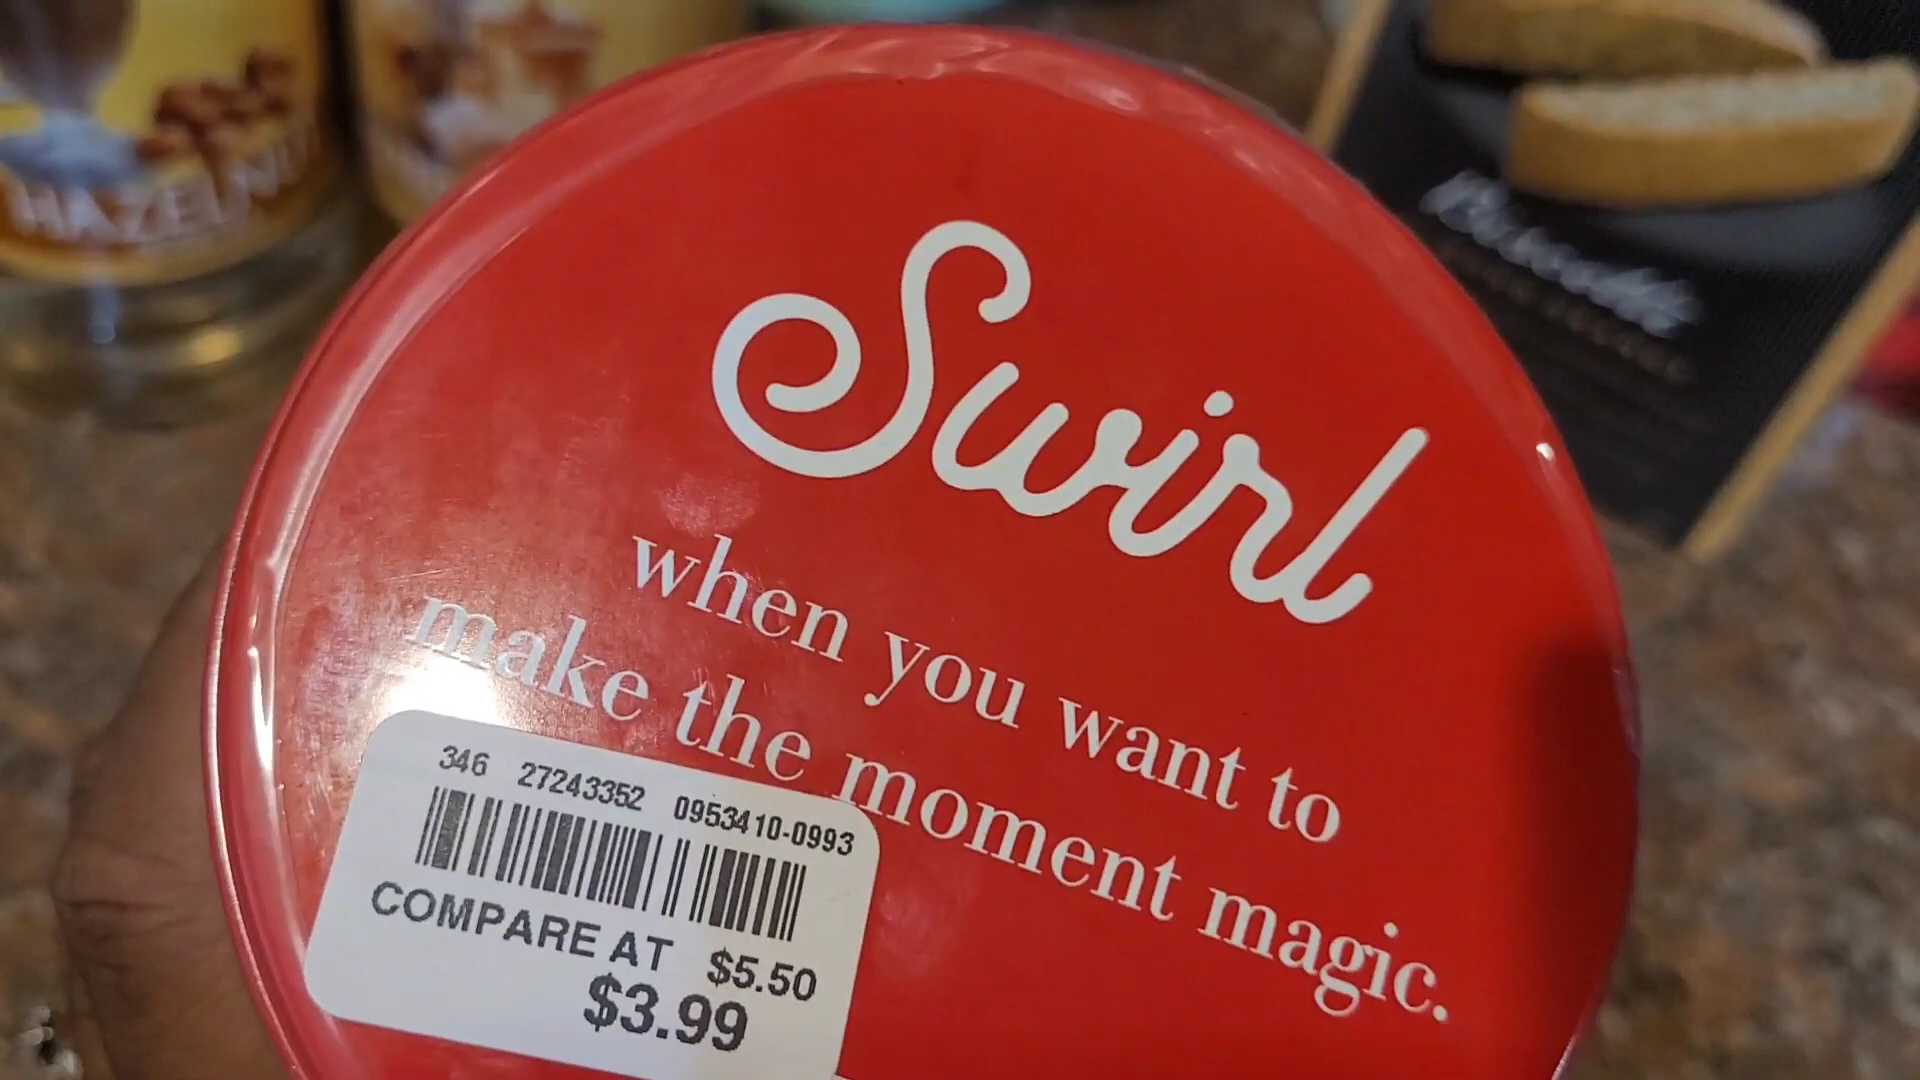 HAZELNUT
Swirl
when you want to
make the moment magic.
346 27243352 0953410-0993
COMPARE AT $5.50
$3.99